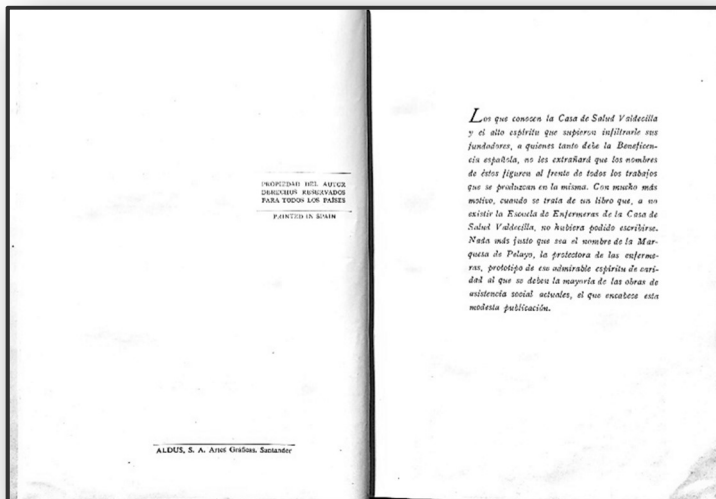 PROPIEDAD DEL AUTOR
DERECHOS RESERVADOS
PARA TODOS LOS PAÍSES
PRINTED IN SPAIN
ALDUS, S. A. Artes Gráficas. Santander
Los que conocen la Casa de Salud Valdecilla
y el alto espíritu que supieron infiltrarle sus
fundadores, a quienes tanto debe la Beneficen-
cia española, no les extrañará que los nombres
de éstos figuren al frente de todos los trabajos
que se produzcan en la misma. Con mucho más
motivo, cuando se trata de un libro que, a no
existir la Escuela de Enfermeras de la Casa de
Salud Valdecilla, no hubiera podido escribirse.
Nada más justo que sea el nombre de la Mar-
quesa de Pelayo, la protectora de las enferme-
ras, prototipo de ese admirable espíritu de cari-
dad al que se deben la mayoría de las obras de
asistencia social actuales, el que encabece esta
modesta publicación.